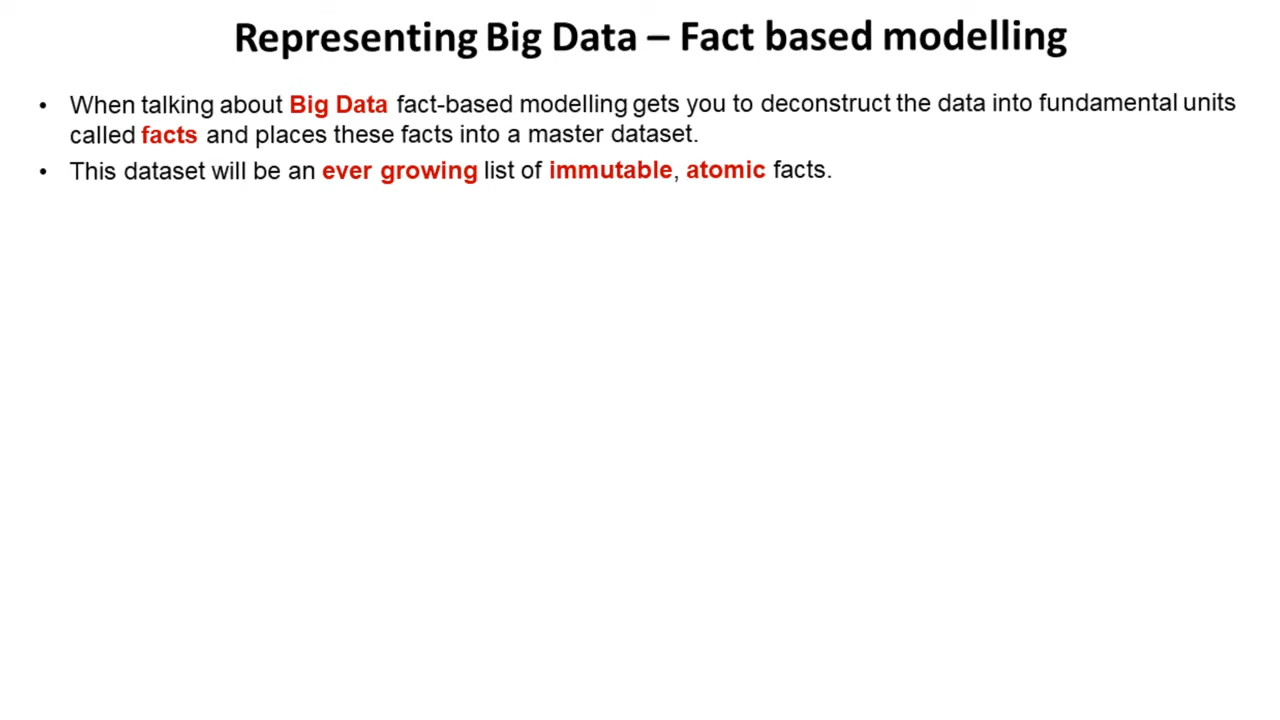 Representing Big Data – Fact based modelling
• When talking about Big Data fact-based modelling gets you to deconstruct the data into fundamental units
called facts and places these facts into a master dataset.
• This dataset will be an ever growing list of immutable, atomic facts.